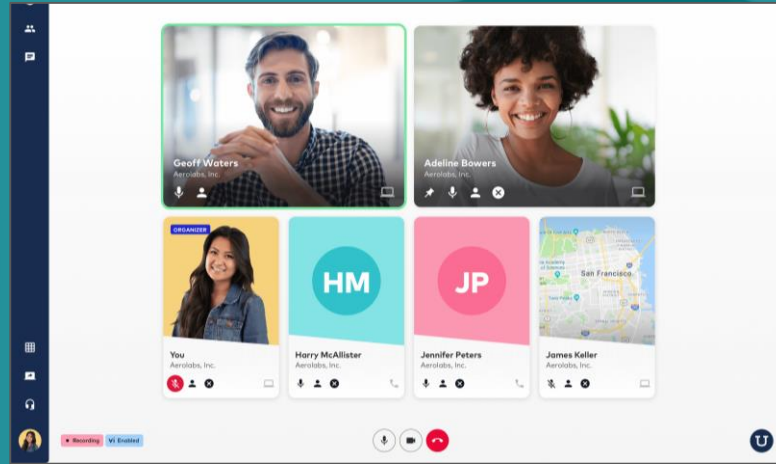 Geoff Waters
Aerolabs, Inc.
Adeline Bowers
Aerolabs, Inc.
ORGANIZER
You
Aerolabs, Inc.
HM
Harry McAllister
Aerolabs, Inc.
JP
Jennifer Peters
Aerolabs, Inc.
San Francisco
James Keller
Aerolabs, Inc.
Recording
Vi Enabled
U